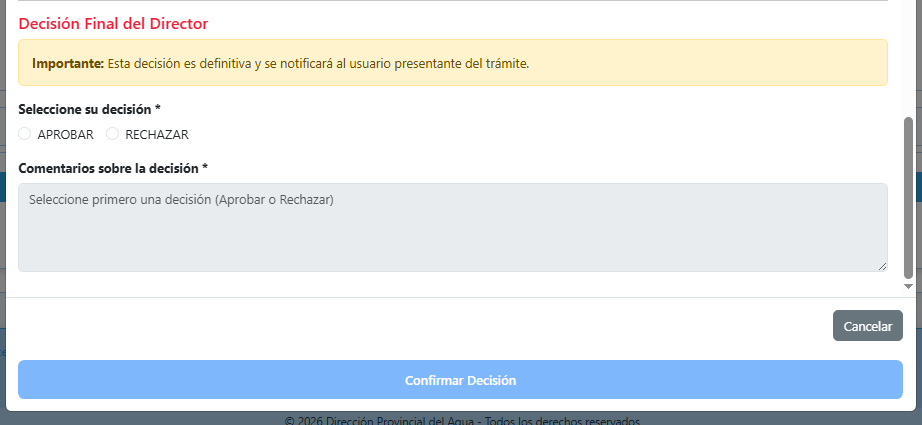 Decisión Final del Director
Importante: Esta decisión es definitiva y se notificará al usuario presentante del trámite.
Seleccione su decisión *
APROBAR RECHAZAR
Comentarios sobre la decisión *
Seleccione primero una decisión (Aprobar o Rechazar)
Cancelar
Confirmar Decisión
© 2026 Dirección Provincial del Agua - Todos los derechos reservados